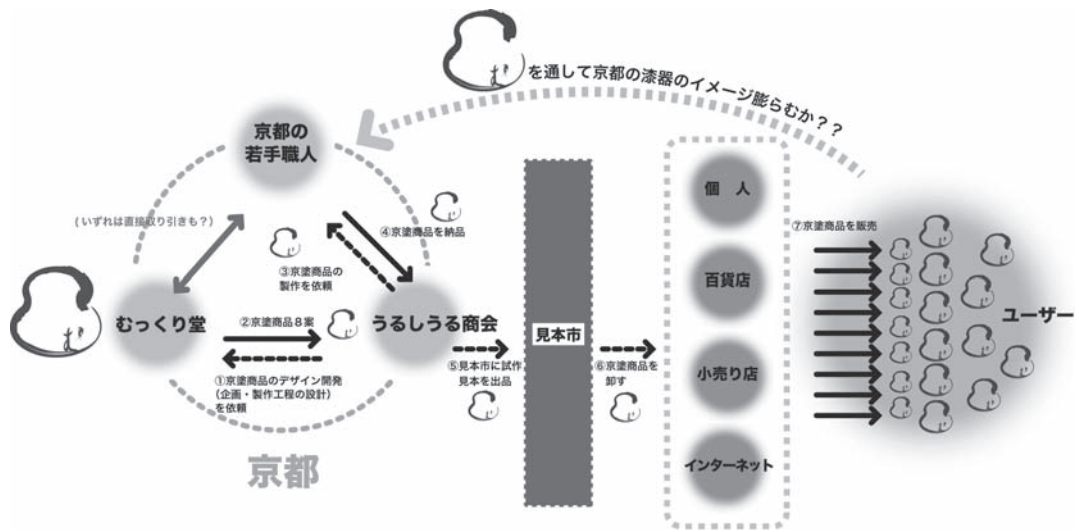 を通して京都の漆器のイメージ膨らむか？？
京都の
若手職人
(いずれは直接取り引きも？)
④京塗商品を納品
③京塗商品の
製作を依頼
むっくり堂
②京塗商品８案
うるしうる商会
①京塗商品のデザイン開発
（企画・製作工程の設計）
を依頼
京都
⑤見本市に試作
見本を出品
見本市
⑥京塗商品を
卸す
個　人
百貨店
小売り店
インターネット
⑦京塗商品を販売
ユーザー